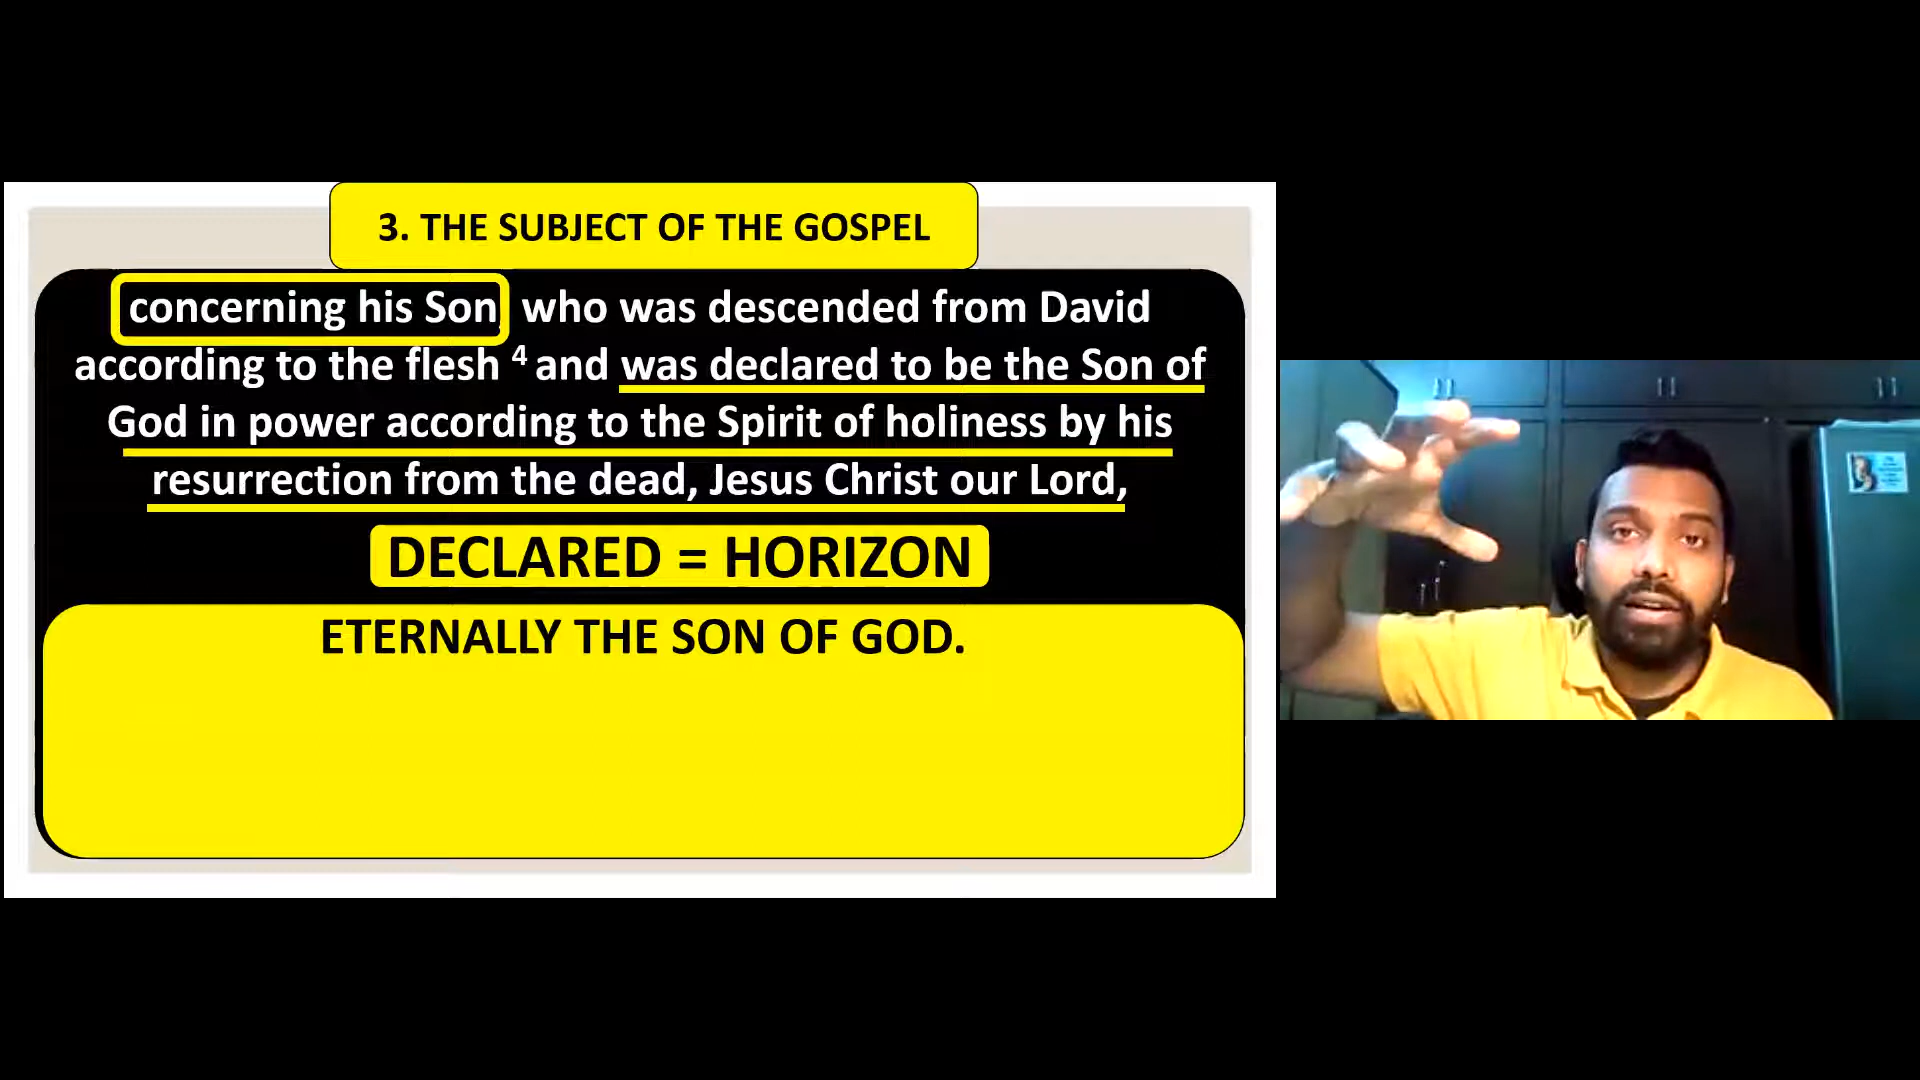 3. THE SUBJECT OF THE GOSPEL
concerning his Son, who was descended from David
according to the flesh ⁴ and was declared to be the Son of
God in power according to the Spirit of holiness by his
resurrection from the dead, Jesus Christ our Lord,
DECLARED = HORIZON
ETERNALLY THE SON OF GOD.